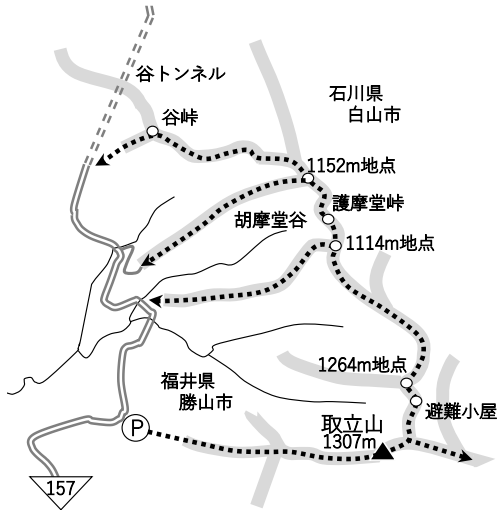 谷トンネル
谷峠
石川県
白山市
1152m地点
護摩堂峠
胡摩堂谷
1114m地点
1264m地点
避難小屋
福井県
勝山市
取立山
1307m
P
157